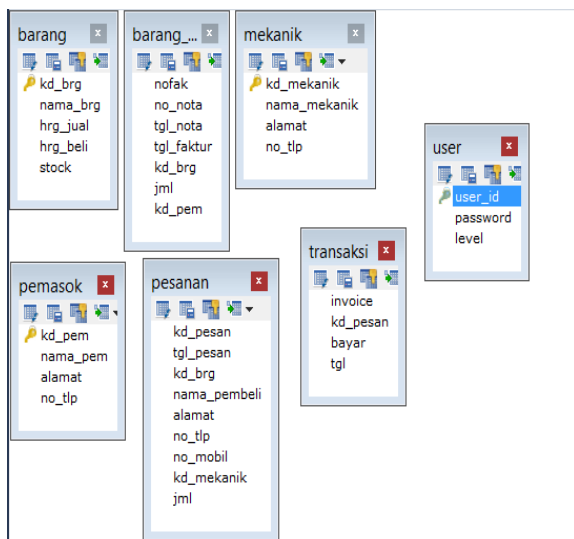 barang
kd_brg
nama_brg
hrg_jual
hrg_beli
stock
barang_...
nofak
no_nota
tgl_nota
tgl_faktur
kd_brg
jml
kd_pem
mekanik
kd_mekanik
nama_mekanik
alamat
no_tlp
user
user_id
password
level
pemasok
kd_pem
nama_pem
alamat
no_tlp
pesanan
kd_pesan
tgl_pesan
kd_brg
nama_pembeli
alamat
no_tlp
no_mobil
kd_mekanik
jml
transaksi
invoice
kd_pesan
bayar
tgl